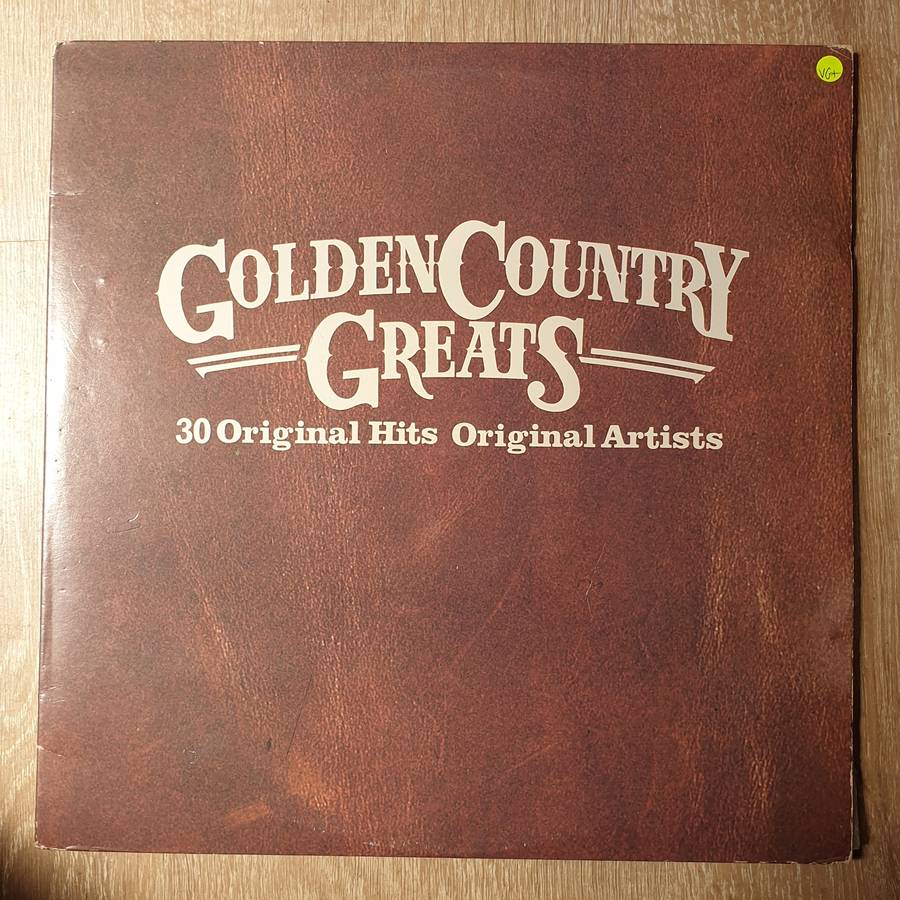 VG+
GOLDEN COUNTRY
GREATS
30 Original Hits Original Artists